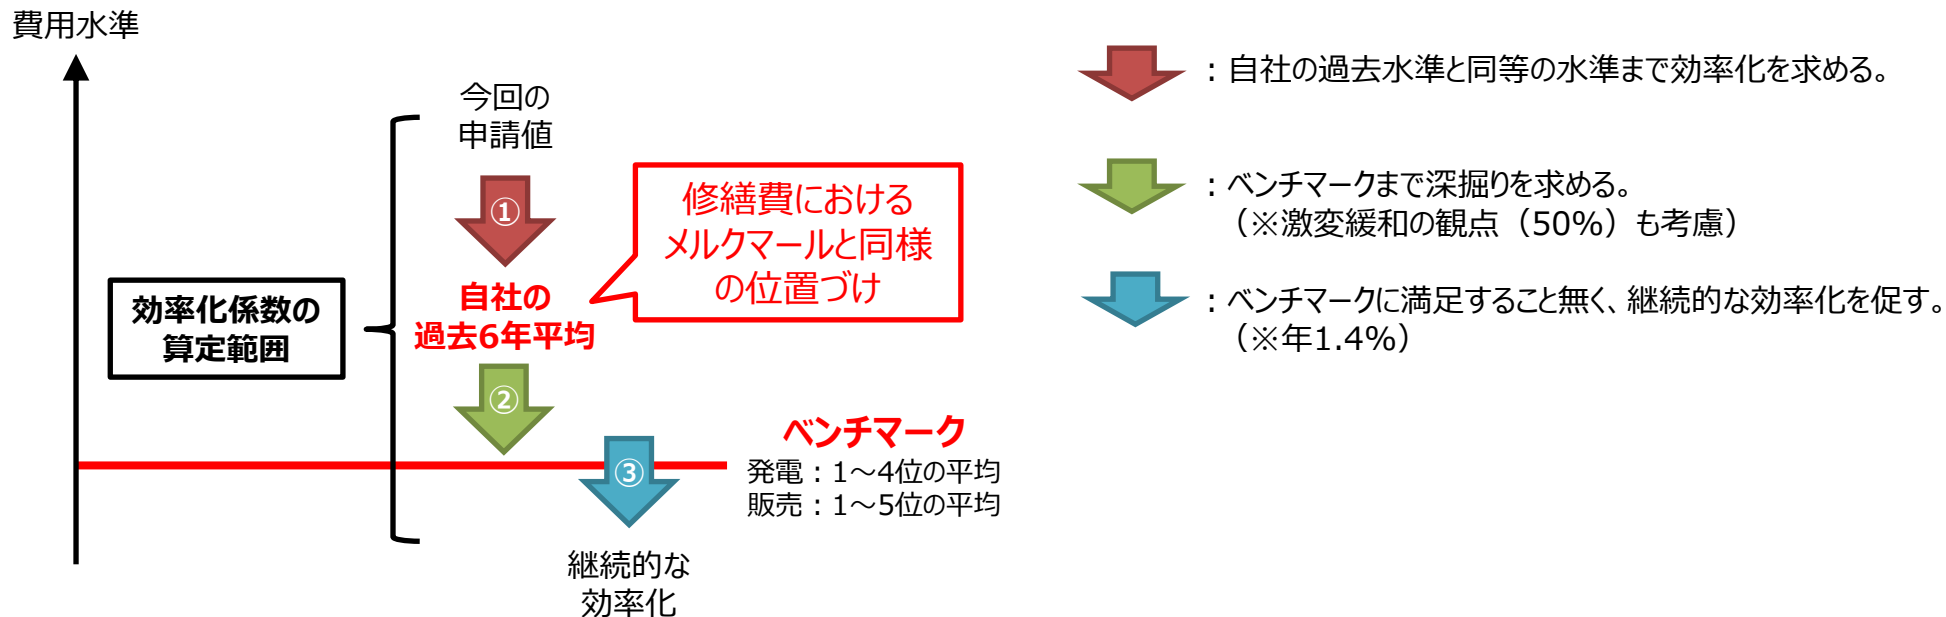 費用水準
今回の
申請値
①
自社の
過去6年平均
②
③
継続的な
効率化
効率化係数の
算定範囲
修繕費における
メルクマールと同様
の位置づけ
ベンチマーク
発電：1～4位の平均
販売：1～5位の平均
：自社の過去水準と同等の水準まで効率化を求める。
：ベンチマークまで深掘りを求める。
（※激変緩和の観点（50%）も考慮）
：ベンチマークに満足すること無く、継続的な効率化を促す。
（※年1.4%）